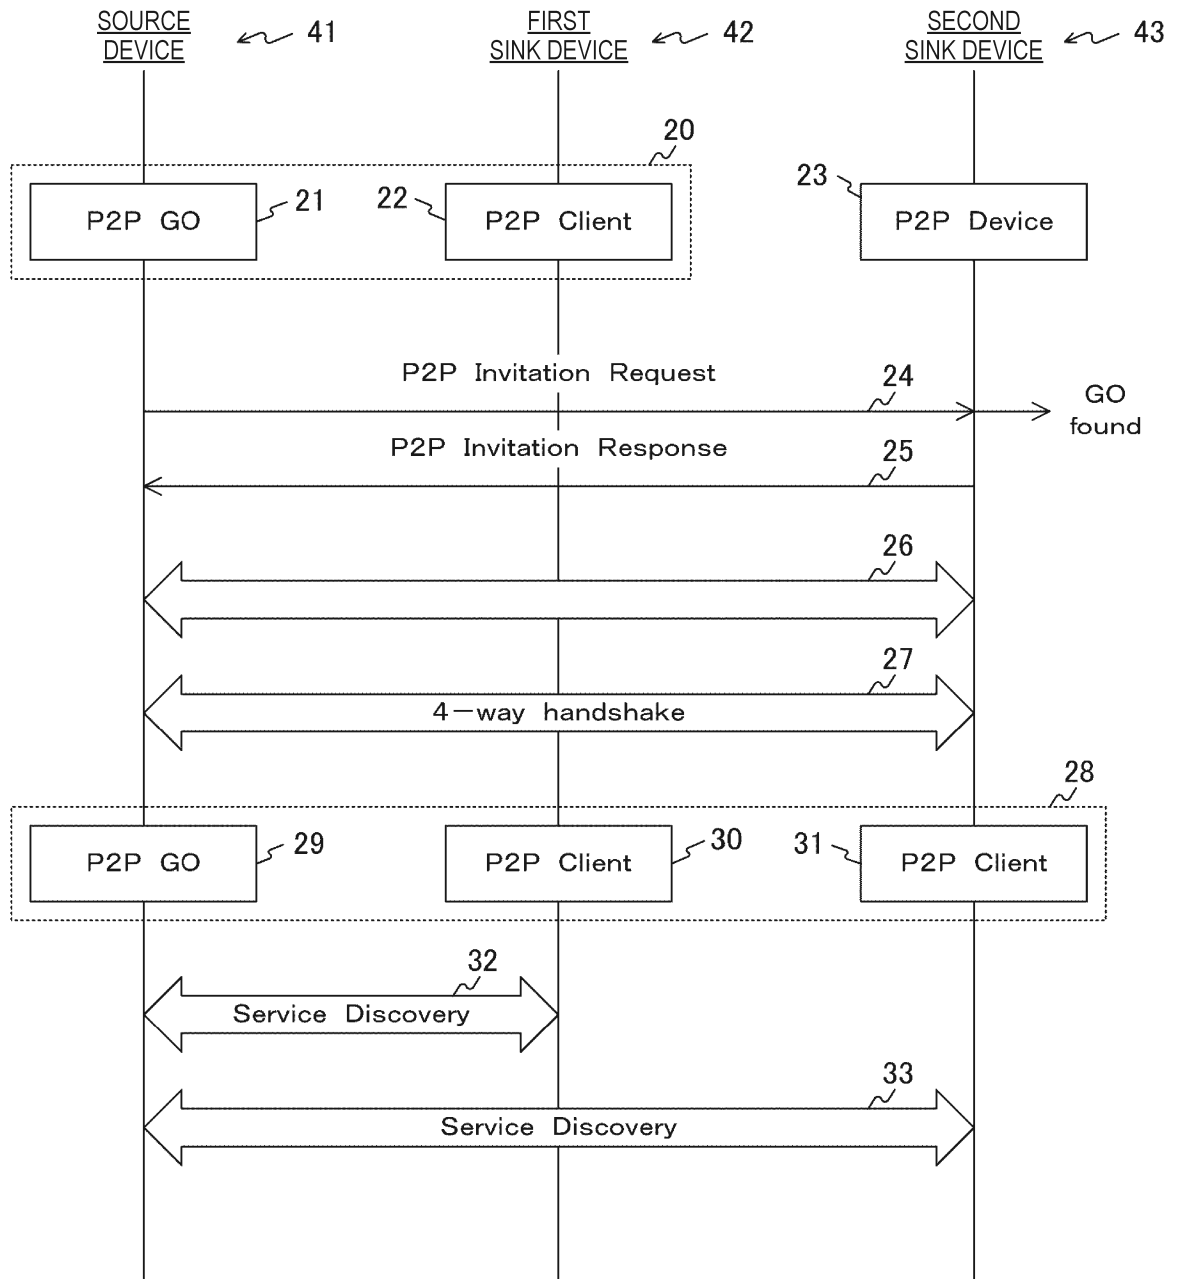 SOURCE
DEVICE
41
FIRST
SINK DEVICE
42
SECOND
SINK DEVICE
43
20
P2P GO
21
22
P2P Client
23
P2P Device
P2P Invitation Request
24
GO
found
P2P Invitation Response
25
26
27
4-way handshake
28
P2P GO
29
P2P Client
30
31
P2P Client
32
Service Discovery
33
Service Discovery